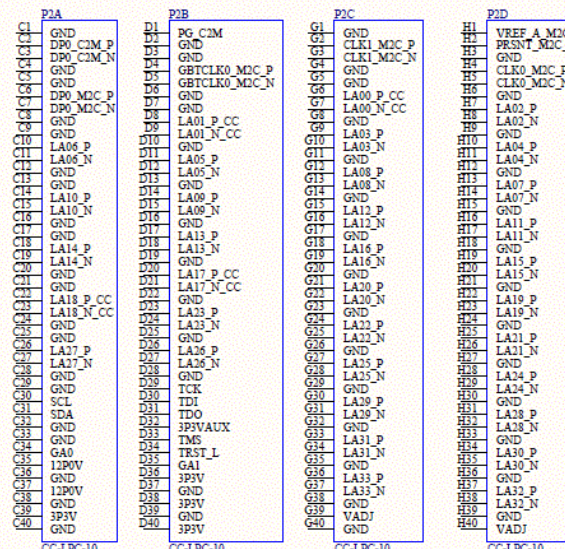 P2A
C1 GND
C2 DP0_C2M_P
C3 DP0_C2M_N
C4 GND
C5 GND
C6 DP0_M2C_P
C7 DP0_M2C_N
C8 GND
C9 GND
C10 LA06_P
C11 LA06_N
C12 GND
C13 GND
C14 LA10_P
C15 LA10_N
C16 GND
C17 GND
C18 LA14_P
C19 LA14_N
C20 GND
C21 GND
C22 LA18_P_CC
C23 LA18_N_CC
C24 GND
C25 GND
C26 LA27_P
C27 LA27_N
C28 GND
C29 GND
C30 SCL
C31 SDA
C32 GND
C33 GND
C34 GA0
C35 12P0V
C36 GND
C37 12P0V
C38 GND
C39 3P3V
C40 GND
CC-LPC-10
P2B
D1 PG_C2M
D2 GND
D3 GND
D4 GBTCLK0_M2C_P
D5 GBTCLK0_M2C_N
D6 GND
D7 GND
D8 LA01_P_CC
D9 LA01_N_CC
D10 GND
D11 LA05_P
D12 LA05_N
D13 GND
D14 LA09_P
D15 LA09_N
D16 GND
D17 LA13_P
D18 LA13_N
D19 GND
D20 LA17_P_CC
D21 LA17_N_CC
D22 GND
D23 LA23_P
D24 LA23_N
D25 GND
D26 LA26_P
D27 LA26_N
D28 GND
D29 TCK
D30 TDI
D31 TDO
D32 3P3VAUX
D33 TMS
D34 TRST_L
D35 GA1
D36 3P3V
D37 GND
D38 3P3V
D39 GND
D40 3P3V
CC-LPC-10
P2C
G1 GND
G2 CLK1_M2C_P
G3 CLK1_M2C_N
G4 GND
G5 GND
G6 LA00_P_CC
G7 LA00_N_CC
G8 GND
G9 LA03_P
G10 LA03_N
G11 GND
G12 LA08_P
G13 LA08_N
G14 GND
G15 LA12_P
G16 LA12_N
G17 GND
G18 LA16_P
G19 LA16_N
G20 GND
G21 LA20_P
G22 LA20_N
G23 GND
G24 LA22_P
G25 LA22_N
G26 GND
G27 LA25_P
G28 LA25_N
G29 GND
G30 LA29_P
G31 LA29_N
G32 GND
G33 LA31_P
G34 LA31_N
G35 GND
G36 LA33_P
G37 LA33_N
G38 GND
G39 VADJ
G40 GND
CC-LPC-10
P2D
H1 VREF_A_M2C
H2 PRSNT_M2C
H3 GND
H4 CLK0_M2C_P
H5 CLK0_M2C_N
H6 GND
H7 LA02_P
H8 LA02_N
H9 GND
H10 LA04_P
H11 LA04_N
H12 GND
H13 LA07_P
H14 LA07_N
H15 GND
H16 LA11_P
H17 LA11_N
H18 GND
H19 LA15_P
H20 LA15_N
H21 GND
H22 LA19_P
H23 LA19_N
H24 GND
H25 LA21_P
H26 LA21_N
H27 GND
H28 LA24_P
H29 LA24_N
H30 GND
H31 LA28_P
H32 LA28_N
H33 GND
H34 LA30_P
H35 LA30_N
H36 GND
H37 LA32_P
H38 LA32_N
H39 GND
H40 VADJ
CC-LPC-10